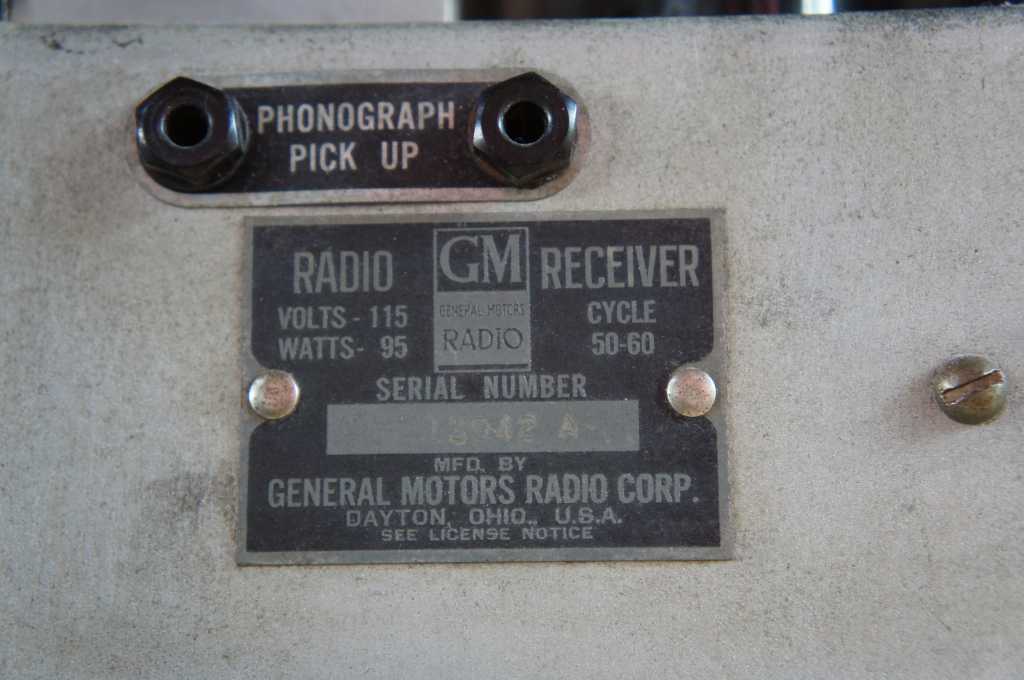 PHONOGRAPH
PICK UP
RADIO GM RECEIVER
VOLTS - 115 GENERAL MOTORS CYCLE
WATTS - 95 RADIO 50-60
SERIAL NUMBER
A
MFD. BY
GENERAL MOTORS RADIO CORP.
DAYTON, OHIO., U.S.A.
SEE LICENSE NOTICE